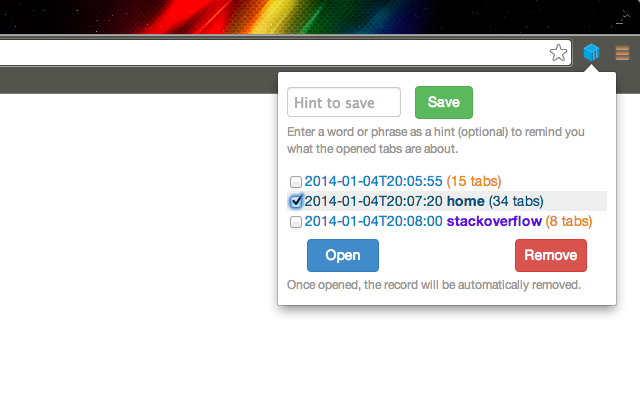 Hint to save
Save
Enter a word or phrase as a hint (optional) to remind you
what the opened tabs are about.
2014-01-04T20:05:55 (15 tabs)
2014-01-04T20:07:20 home (34 tabs)
2014-01-04T20:08:00 stackoverflow (8 tabs)
Open
Remove
Once opened, the record will be automatically removed.